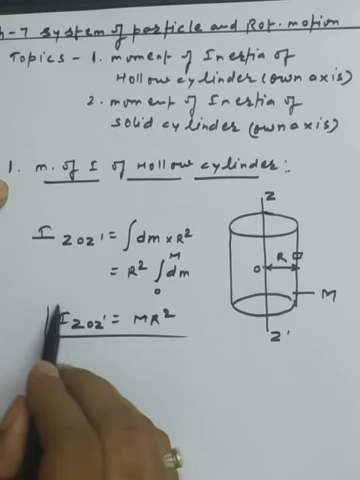 h-7 System of particle and Rot. motion
Topics - 1. moment of Inertia of
Hollow cylinder (own axis)
2. moment of Inertia of
solid cylinder (own axis)
1. m. of I of Hollow cylinder:
I ZOZ' = ∫ dm × R²
= R² ∫₀ᴹ dm
I ZOZ' = MR²
Z
O
R
M
Z'